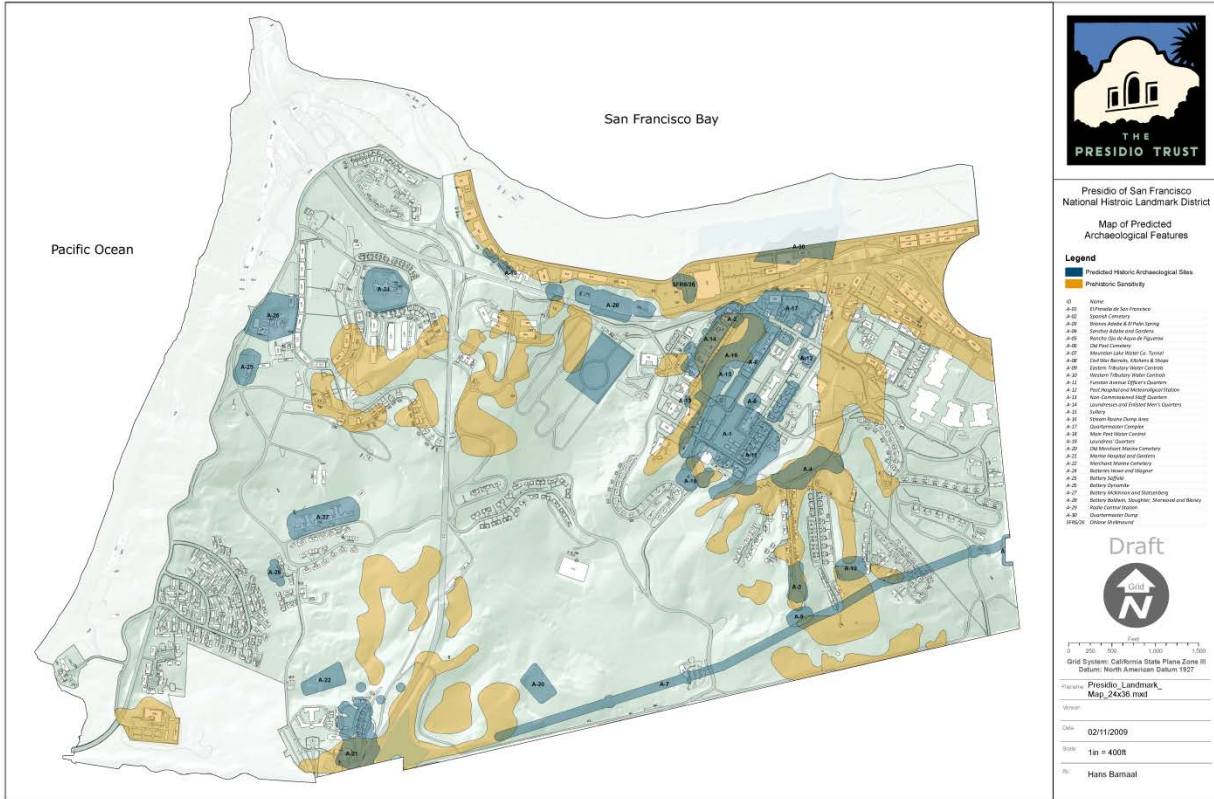 San Francisco Bay
Pacific Ocean
A-30
SFR6/26
A-28
A-24
A-26
A-25
A-2
A-17
A-14
A-16
A-6
A-12
A-15
A-8
A-1
A-11
A-18
A-4
A-27
A-10
A-3
A-9
A-22
A-20
A-7
A-21
THE
PRESIDIO TRUST
Presidio of San Francisco
National Histroic Landmark District
Map of Predicted
Archaeological Features
Legend
Predicted Historic Archaeological Sites
Prehistoric Sensitivity
ID Name
A-01 El Presidio de San Francisco
A-02 Spanish Cemetery
A-03 Briones Adobe & El Polin Spring
A-04 Sanchez Adobe and Gardens
A-05 Rancho Ojo de Agua de Figueroa
A-06 Old Post Cemetery
A-07 Mountain Lake Water Co. Tunnel
A-08 Civil War Barracks, Kitchens & Shops
A-09 Eastern Tributary Water Controls
A-10 Western Tributary Water Controls
A-11 Funston Avenue Officer's Quarters
A-12 Post Hospital and Meteorological Station
A-13 Non-Commissioned Staff Quarters
A-14 Laundresses and Enlisted Men's Quarters
A-15 Sutlery
A-16 Stream Ravine Dump Area
A-17 Quartermaster Complex
A-18 Main Post Water Control
A-19 Laundress' Quarters
A-20 Old Merchant Marine Cemetery
A-21 Marine Hospital and Gardens
A-22 Merchant Marine Cemetery
A-24 Batteries Howe and Wagner
A-25 Battery Saffold
A-26 Battery Dynamite
A-27 Battery McKinnon and Stotsenberg
A-28 Battery Baldwin, Slaughter, Sherwood and Blaney
A-29 Radio Control Station
A-30 Quartermaster Dump
SFR6/26 Ohlone Shellmound
Draft
Grid
N
Feet
0 250 500 1,000 1,500
Grid System: California State Plane Zone III
Datum: North American Datum 1927
Filename Presidio_Landmark_
Map_24x36.mxd
Version
Date 02/11/2009
Scale 1in = 400ft
By Hans Barnaal